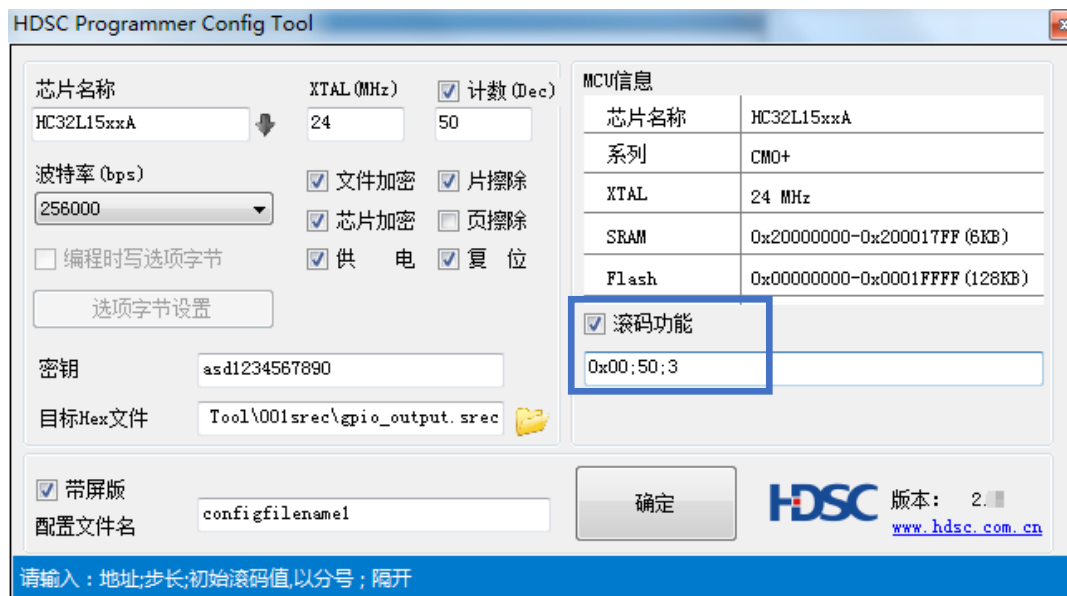 HDSC Programmer Config Tool
芯片名称
XTAL(MHz)
计数(Dec)
HC32L15xxA
24
50
波特率(bps)
256000
文件加密
片擦除
芯片加密
页擦除
编程时写选项字节
供 电
复 位
选项字节设置
密钥
asd1234567890
目标Hex文件
Tool\001srec\gpio_output.srec
MCU信息
芯片名称 HC32L15xxA
系列 CM0+
XTAL 24 MHz
SRAM 0x20000000-0x200017FF(6KB)
Flash 0x00000000-0x0001FFFF(128KB)
滚码功能
0x00;50;3
带屏版
配置文件名
configfilename1
确定
HDSC
版本: 2.
www.hdsc.com.cn
请输入：地址;步长;初始滚码值,以分号；隔开